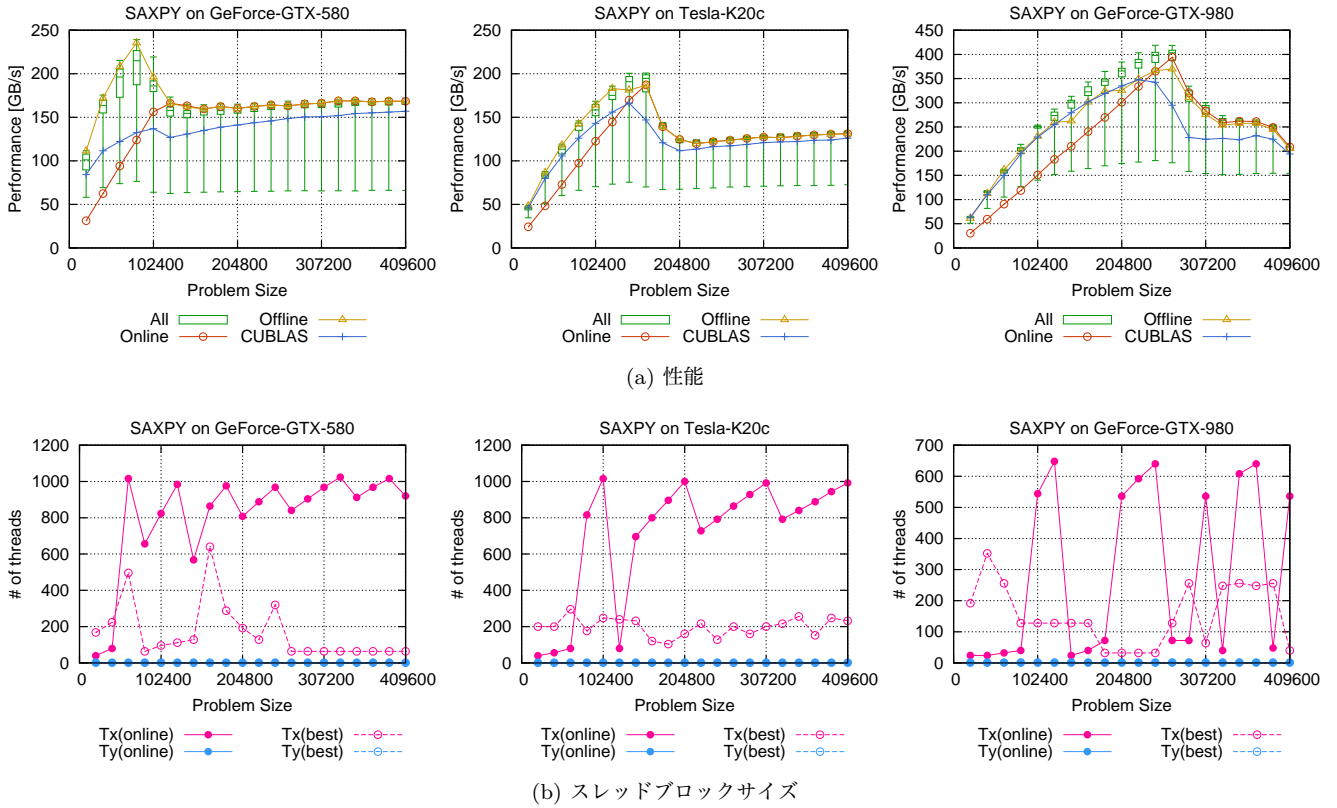 SAXPY on GeForce-GTX-580
Performance [GB/s]
250
200
150
100
50
0
0 102400 204800 307200 409600
Problem Size
All Offline
Online CUBLAS
SAXPY on Tesla-K20c
Performance [GB/s]
250
200
150
100
50
0
0 102400 204800 307200 409600
Problem Size
All Offline
Online CUBLAS
SAXPY on GeForce-GTX-980
Performance [GB/s]
450
400
350
300
250
200
150
100
50
0
0 102400 204800 307200 409600
Problem Size
All Offline
Online CUBLAS
(a) 性能
SAXPY on GeForce-GTX-580
# of threads
1200
1000
800
600
400
200
0
0 102400 204800 307200 409600
Problem Size
Tx(online) Tx(best)
Ty(online) Ty(best)
SAXPY on Tesla-K20c
# of threads
1200
1000
800
600
400
200
0
0 102400 204800 307200 409600
Problem Size
Tx(online) Tx(best)
Ty(online) Ty(best)
SAXPY on GeForce-GTX-980
# of threads
700
600
500
400
300
200
100
0
0 102400 204800 307200 409600
Problem Size
Tx(online) Tx(best)
Ty(online) Ty(best)
(b) スレッドブロックサイズ